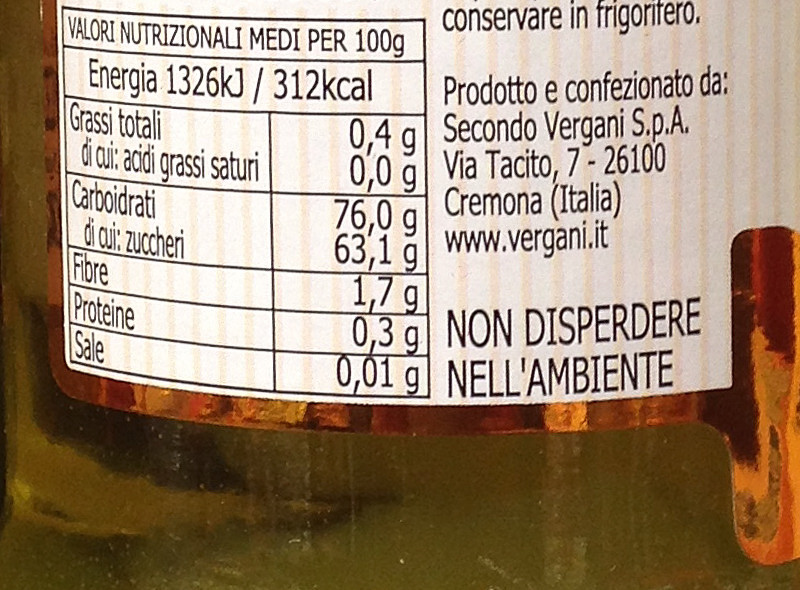 VALORI NUTRIZIONALI MEDI PER 100g
Energia 1326kJ / 312kcal
Grassi totali 0,4 g
di cui: acidi grassi saturi 0,0 g
Carboidrati 76,0 g
di cui: zuccheri 63,1 g
Fibre 1,7 g
Proteine 0,3 g
Sale 0,01 g
conservare in frigorifero.
Prodotto e confezionato da:
Secondo Vergani S.p.A.
Via Tacito, 7 - 26100
Cremona (Italia)
www.vergani.it
NON DISPERDERE
NELL'AMBIENTE